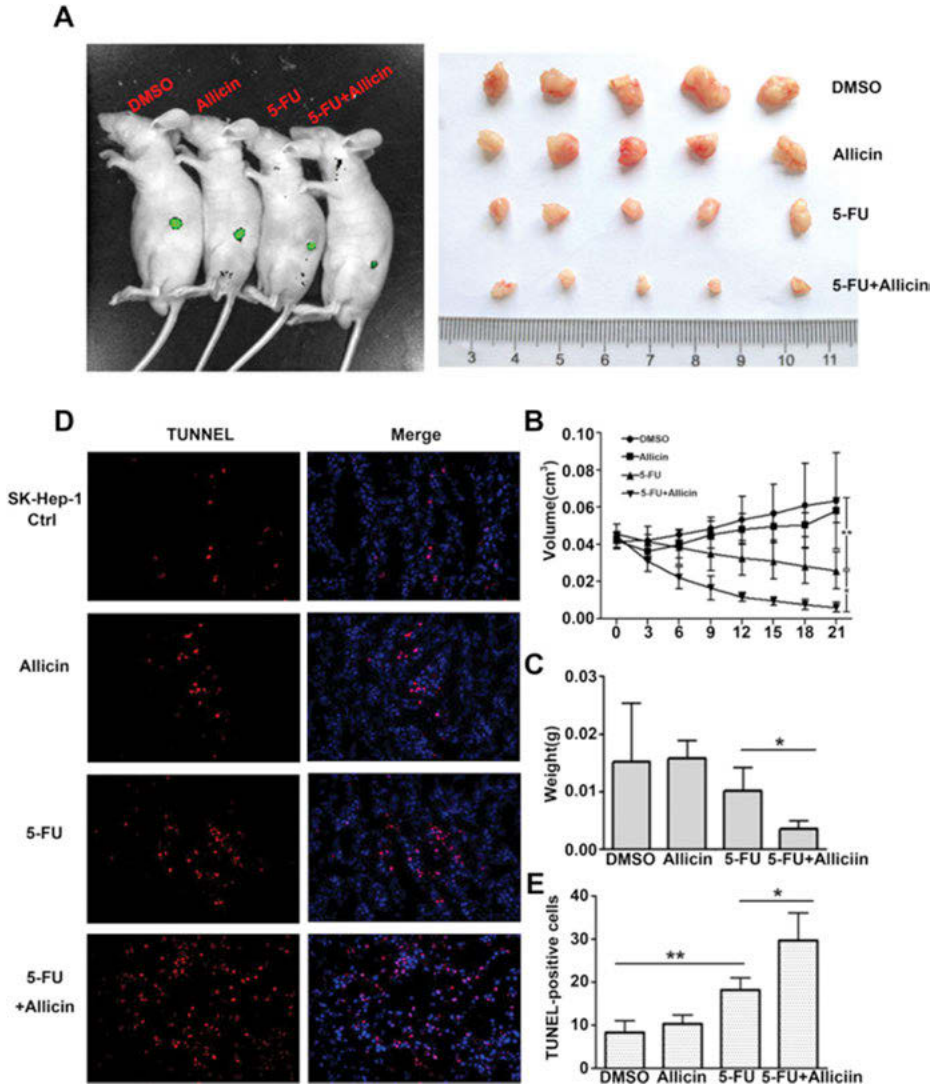 A
DMSO
Allicin
5-FU
5-FU+Allicin
DMSO
Allicin
5-FU
5-FU+Allicin
3 4 5 6 7 8 9 10 11
D
TUNNEL
Merge
SK-Hep-1
Ctrl
Allicin
5-FU
5-FU
+Allicin
B
DMSO
Allicin
5-FU
5-FU+Allicin
Volume(cm³)
0.10
0.08
0.06
0.04
0.02
0.00
0 3 6 9 12 15 18 21
**
*
C
Weight(g)
0.03
0.02
0.01
0.00
*
DMSO Allicin 5-FU 5-FU+Alliciin
E
TUNEL-positive cells
40
30
20
10
0
**
*
DMSO Allicin 5-FU 5-FU+Alliciin